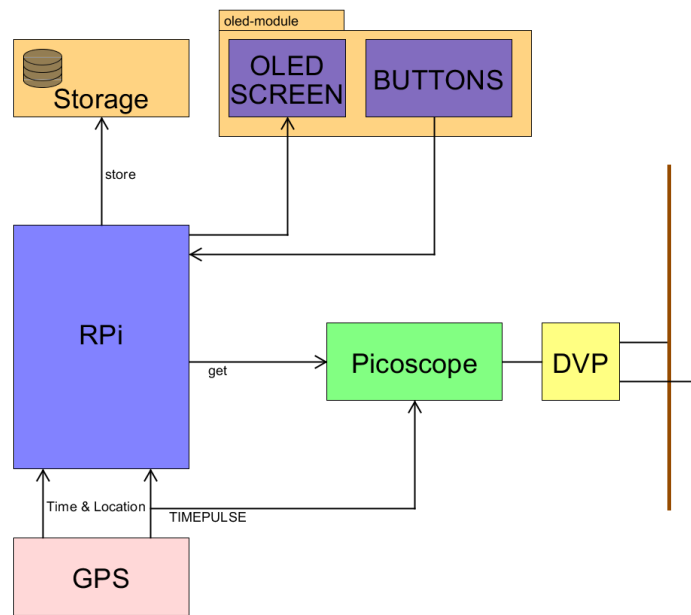 oled-module
OLED
SCREEN
BUTTONS
Storage
store
RPi
get
Picoscope
DVP
Time & Location
TIMEPULSE
GPS